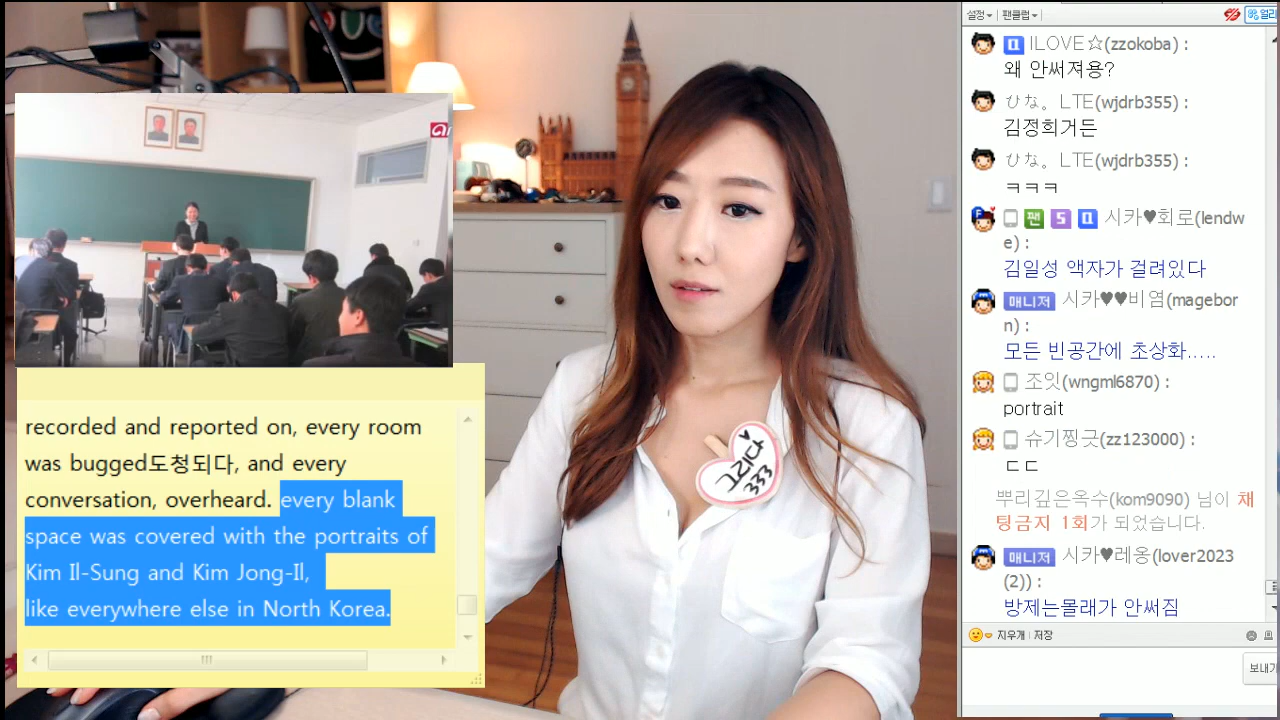 recorded and reported on, every room
was bugged도청되다, and every
conversation, overheard. every blank
space was covered with the portraits of
Kim Il-Sung and Kim Jong-Il,
like everywhere else in North Korea.
그리다
333
설정 팬클럽
ILOVE☆(zzokoba) :
왜 안써져용?
ひな。LTE(wjdrb355) :
김정희거든
ひな。LTE(wjdrb355) :
ㅋㅋㅋ
팬 S 시카♥회로(lendw
e) :
김일성 액자가 걸려있다
매니저 시카♥♥비염(magebor
n) :
모든 빈공간에 초상화.....
조잇(wngml6870) :
portrait
슈기찡긋(zz123000) :
ㄷㄷ
뿌리깊은옥수(kom9090) 님이 채
팅금지 1회가 되었습니다.
매니저 시카♥레옹(lover2023
(2)) :
방제는몰래가 안써짐
지우개 저장
보내기